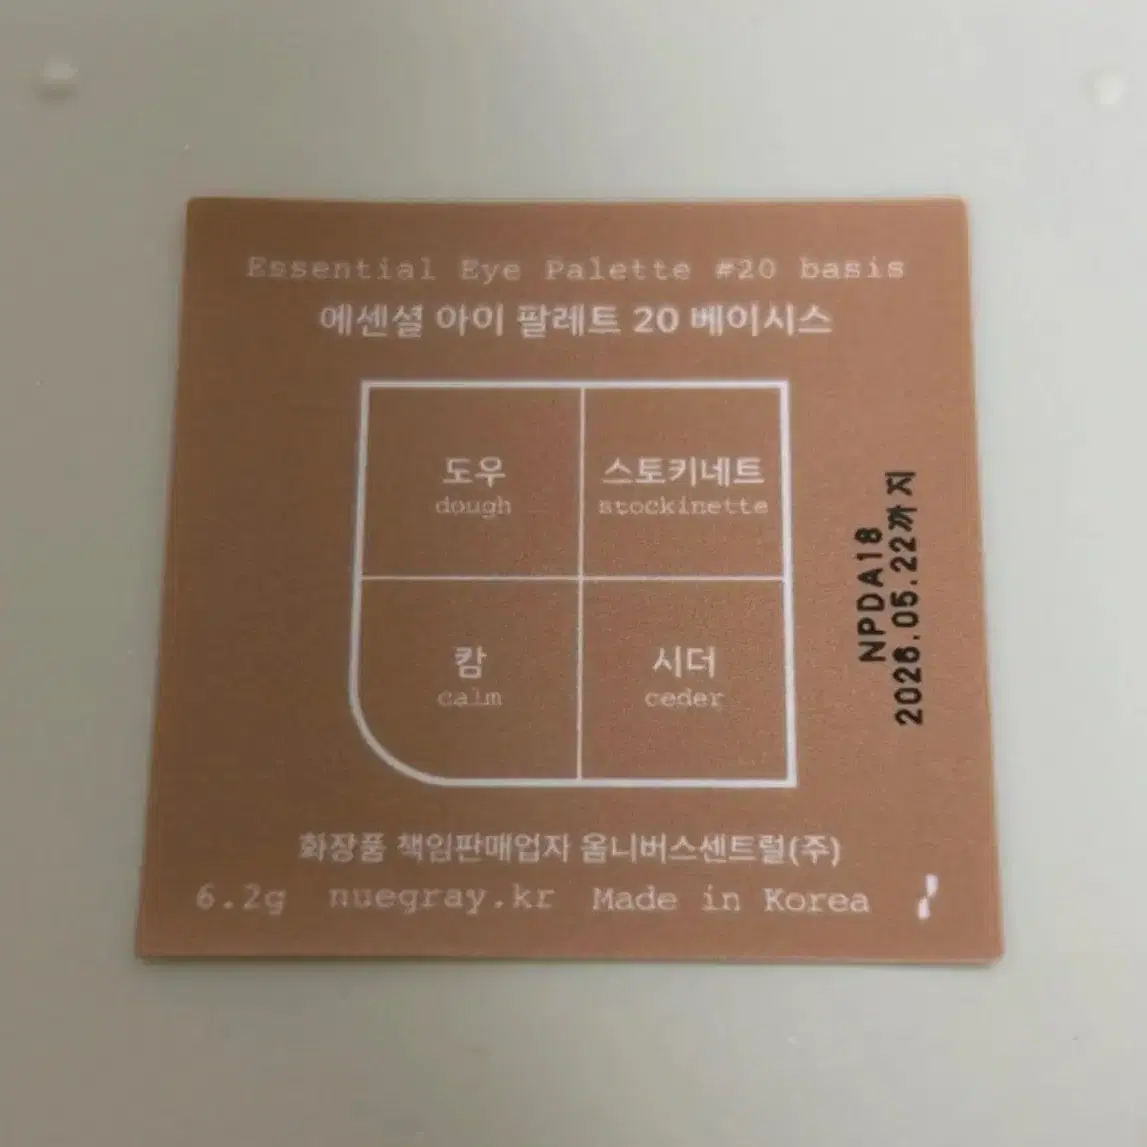 Essential Eye Palette #20 basis
에센셜 아이 팔레트 20 베이시스
도우
dough
스토키네트
stockinette
캄
calm
시더
ceder
NPDA18
2026.05.22까지
화장품 책임판매업자 옴니버스센트럴(주)
6.2g nuegray.kr Made in Korea